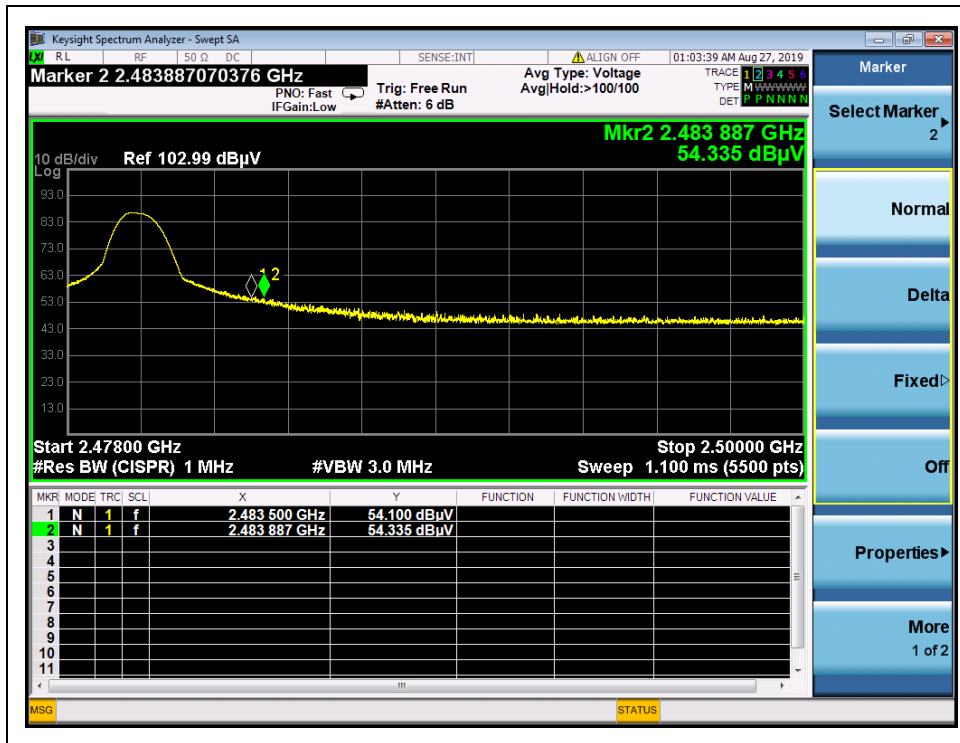 Keysight Spectrum Analyzer - Swept SA
LXI RL RF 50 Ω DC SENSE:INT ALIGN OFF 01:03:39 AM Aug 27, 2019
Marker 2 2.483887070376 GHz
PNO: Fast
IFGain:Low
Trig: Free Run
#Atten: 6 dB
Avg Type: Voltage
Avg|Hold:>100/100
TRACE 1 2 3 4 5 6
TYPE M W W W W W
DET P P N N N N
Mkr2 2.483 887 GHz
54.335 dBµV
10 dB/div Ref 102.99 dBµV
Log
93.0
83.0
73.0
63.0
53.0
43.0
33.0
23.0
13.0
1 2
Start 2.47800 GHz Stop 2.50000 GHz
#Res BW (CISPR) 1 MHz #VBW 3.0 MHz Sweep 1.100 ms (5500 pts)
MKR MODE TRC SCL X Y FUNCTION FUNCTION WIDTH FUNCTION VALUE
1 N 1 f 2.483 500 GHz 54.100 dBµV
2 N 1 f 2.483 887 GHz 54.335 dBµV
3
4
5
6
7
8
9
10
11
MSG STATUS
Marker
Select Marker
2
Normal
Delta
Fixed
Off
Properties
More
1 of 2